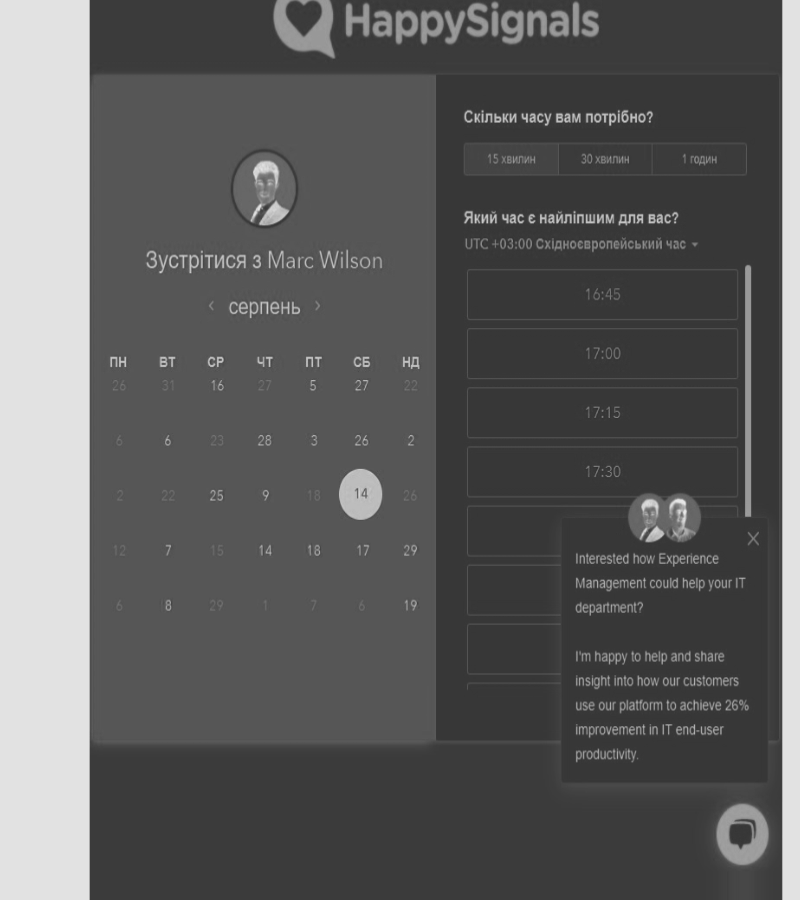 HappySignals
Зустрітися з Marc Wilson
серпень
ПН ВТ СР ЧТ ПТ СБ НД
26 31 16 27 5 27 22
6 6 23 28 3 26 2
2 22 25 9 18 14 26
12 7 15 14 18 17 29
6 8 29 1 7 6 19
Скільки часу вам потрібно?
15 хвилин 30 хвилин 1 годин
Який час є найліпшим для вас?
UTC +03:00 Східноєвропейський час
16:45
17:00
17:15
17:30
Interested how Experience
Management could help your IT
department?
I'm happy to help and share
insight into how our customers
use our platform to achieve 26%
improvement in IT end-user
productivity.